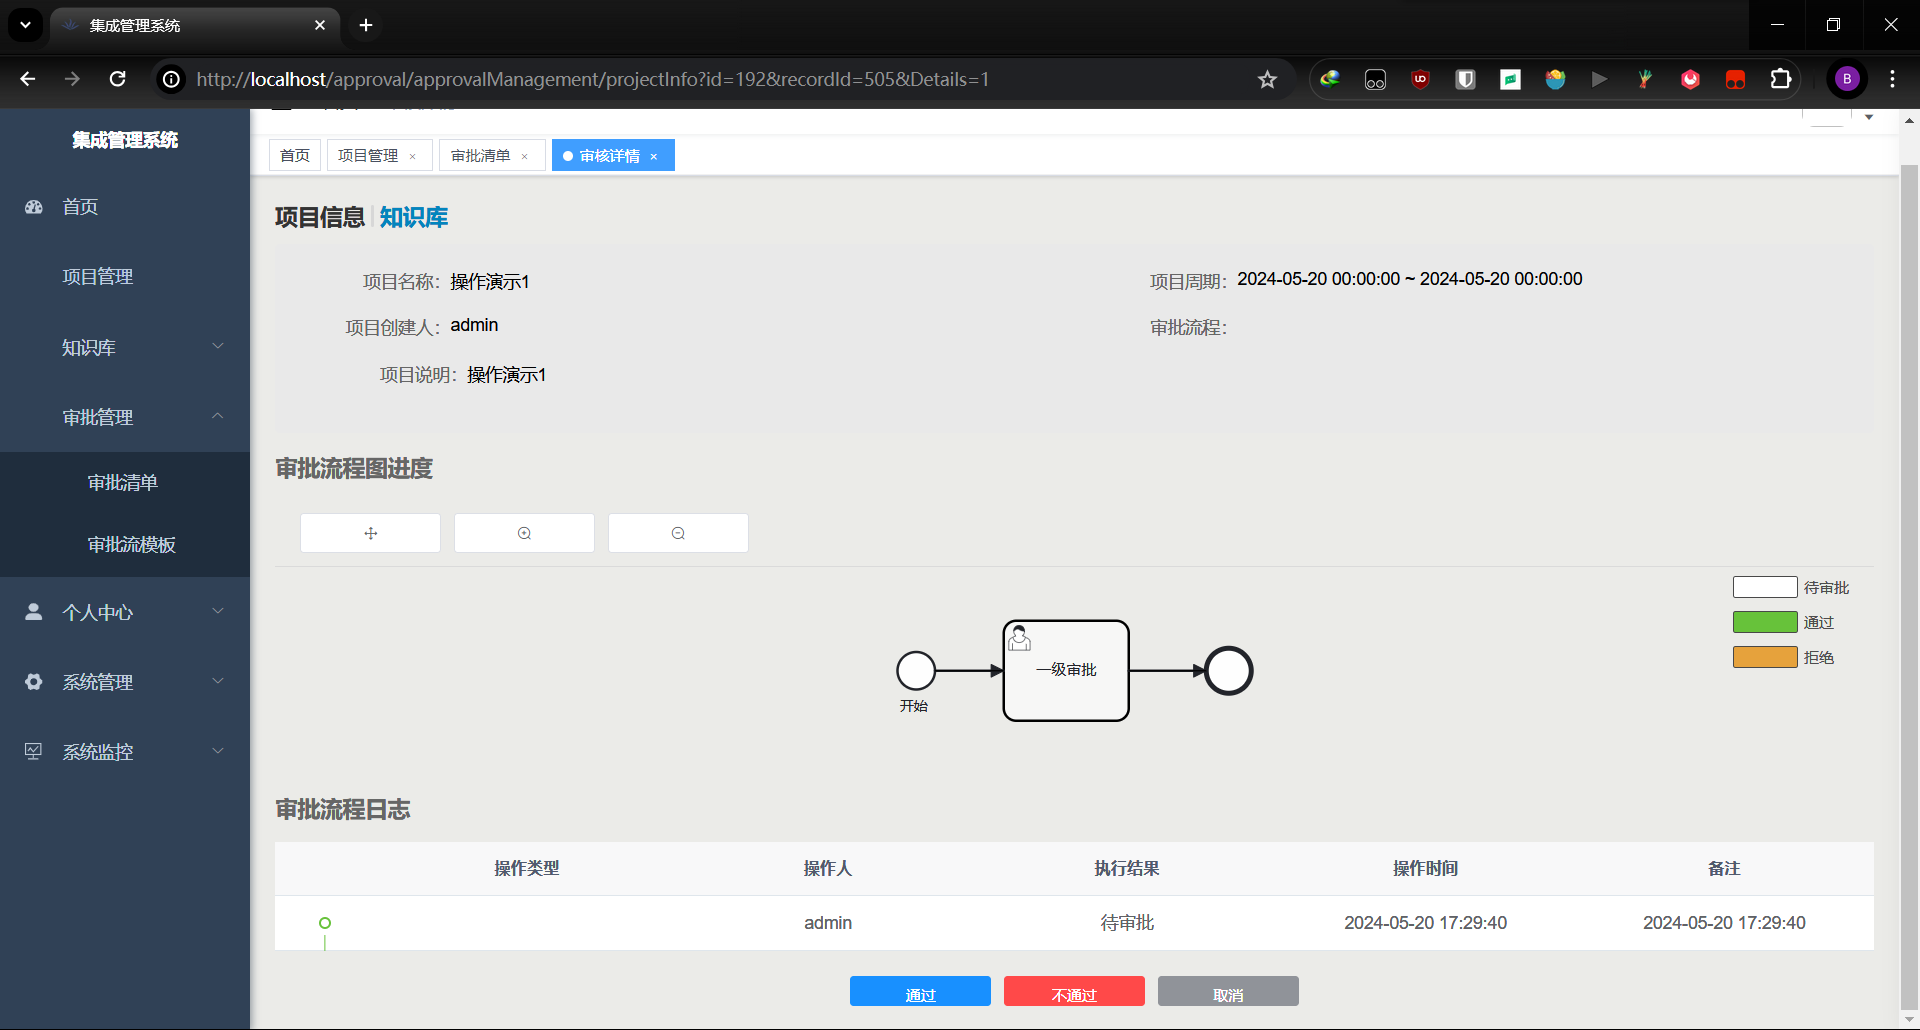 集成管理系统
http://localhost/approval/approvalManagement/projectInfo?id=192&recordId=505&Details=1
B
集成管理系统
首页
项目管理
知识库
审批管理
审批清单
审批流模板
个人中心
系统管理
系统监控
首页
项目管理 ×
审批清单 ×
审核详情 ×
项目信息 | 知识库
项目名称： 操作演示1
项目周期： 2024-05-20 00:00:00 ~ 2024-05-20 00:00:00
项目创建人： admin
审批流程：
项目说明： 操作演示1
审批流程图进度
待审批
通过
拒绝
开始
一级审批
审批流程日志
操作类型 操作人 执行结果 操作时间 备注
admin 待审批 2024-05-20 17:29:40 2024-05-20 17:29:40
通过
不通过
取消